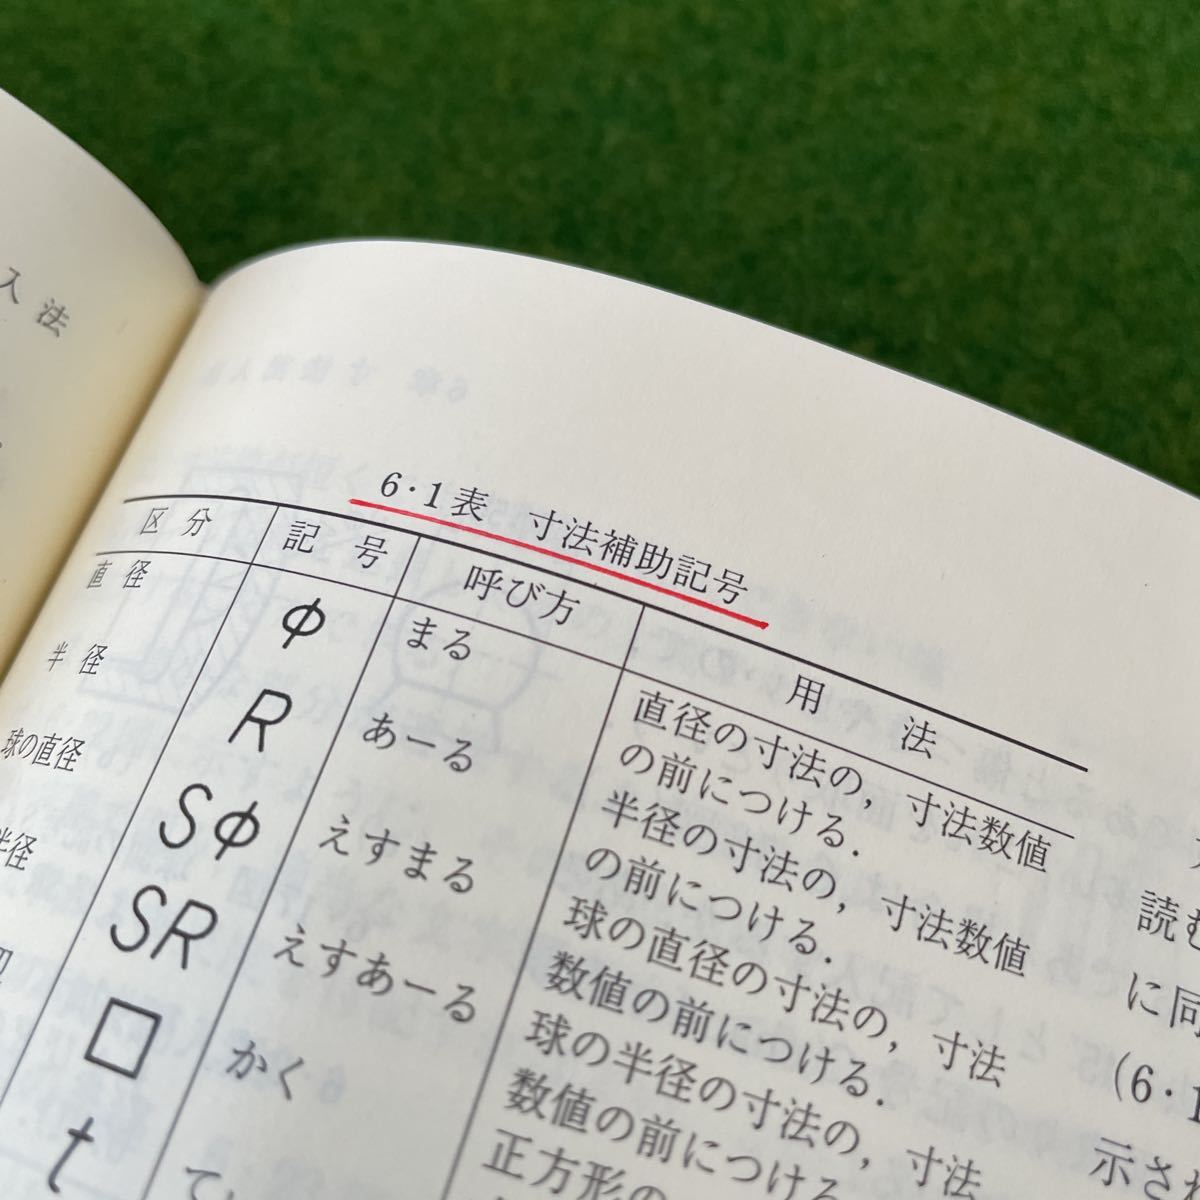 入 法
6・1表　寸法補助記号
区 分 記 号 呼び方 用 法
直 径 φ まる 直径の寸法の，寸法数値
の前につける．
半 径 R あーる 半径の寸法の，寸法数値
の前につける．
球の直径 Sφ えすまる 球の直径の寸法の，寸法
数値の前につける．
半径 SR えすあーる 球の半径の寸法の，寸法
数値の前につける．
□ かく 正方形の
t
読む
に同
(6・1
示され